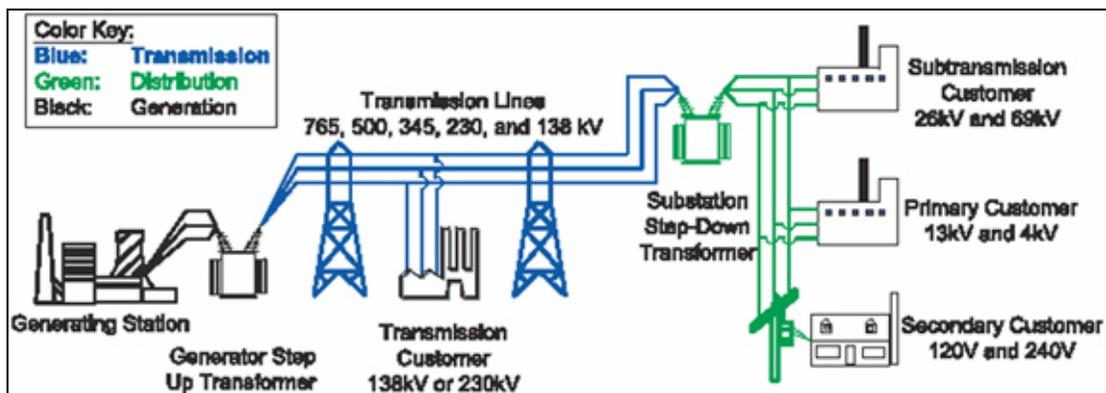 Color Key:
Blue: Transmission
Green: Distribution
Black: Generation
Transmission Lines
765, 500, 345, 230, and 138 kV
Subtransmission
Customer
26kV and 69kV
Substation
Step-Down
Transformer
Primary Customer
13kV and 4kV
Generating Station
Generator Step
Up Transformer
Transmission
Customer
138kV or 230kV
Secondary Customer
120V and 240V